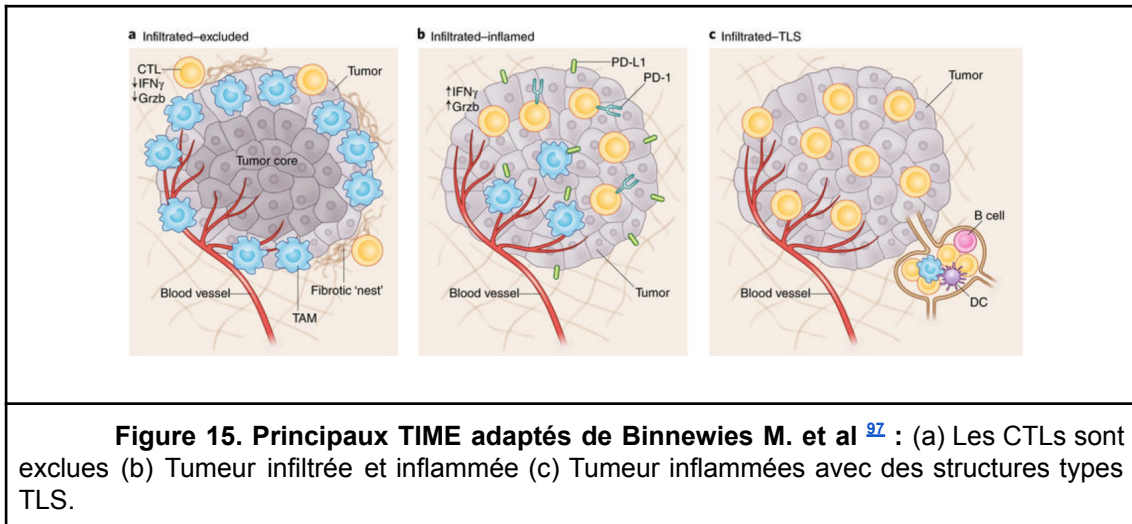 a Infiltrated–excluded
CTL
↓IFNγ
↓Grzb
Tumor
Tumor core
Fibrotic 'nest'
Blood vessel
TAM
b Infiltrated–inflamed
PD-L1
PD-1
↑IFNγ
↑Grzb
Blood vessel
Tumor
c Infiltrated–TLS
Tumor
B cell
Blood vessel
DC
Figure 15. Principaux TIME adaptés de Binnewies M. et al 97 : (a) Les CTLs sont
exclues (b) Tumeur infiltrée et inflammée (c) Tumeur inflammées avec des structures types
TLS.